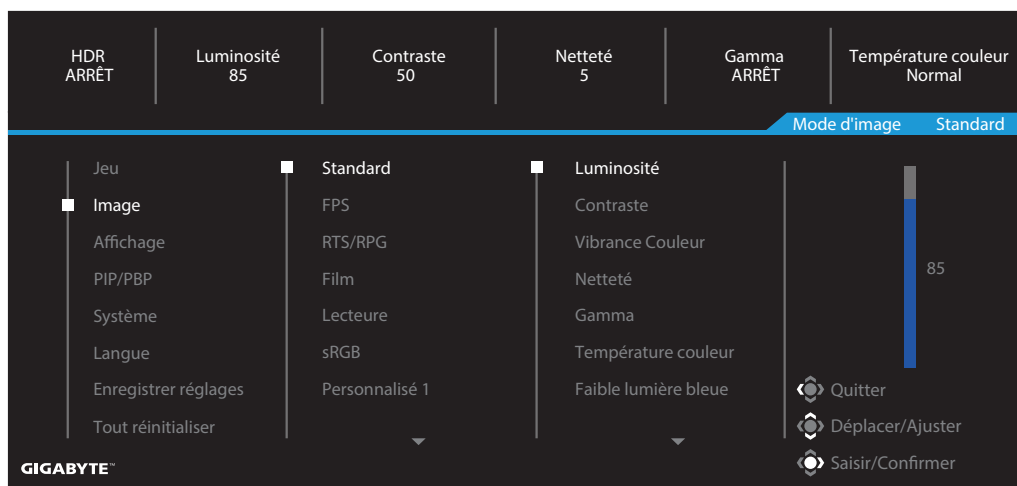 HDR
ARRÊT
Luminosité
85
Contraste
50
Netteté
5
Gamma
ARRÊT
Température couleur
Normal
Mode d'image Standard
Jeu
Image
Affichage
PIP/PBP
Système
Langue
Enregistrer réglages
Tout réinitialiser
Standard
FPS
RTS/RPG
Film
Lecteure
sRGB
Personnalisé 1
Luminosité
Contraste
Vibrance Couleur
Netteté
Gamma
Température couleur
Faible lumière bleue
85
Quitter
Déplacer/Ajuster
Saisir/Confirmer
GIGABYTE™